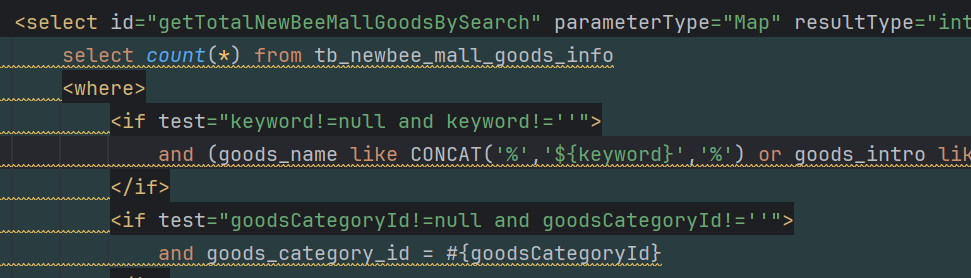 <select id="getTotalNewBeeMallGoodsBySearch" parameterType="Map" resultType="int
select count(*) from tb_newbee_mall_goods_info
<where>
<if test="keyword!=null and keyword!=''">
and (goods_name like CONCAT('%','${keyword}','%') or goods_intro lik
</if>
<if test="goodsCategoryId!=null and goodsCategoryId!=''">
and goods_category_id = #{goodsCategoryId}